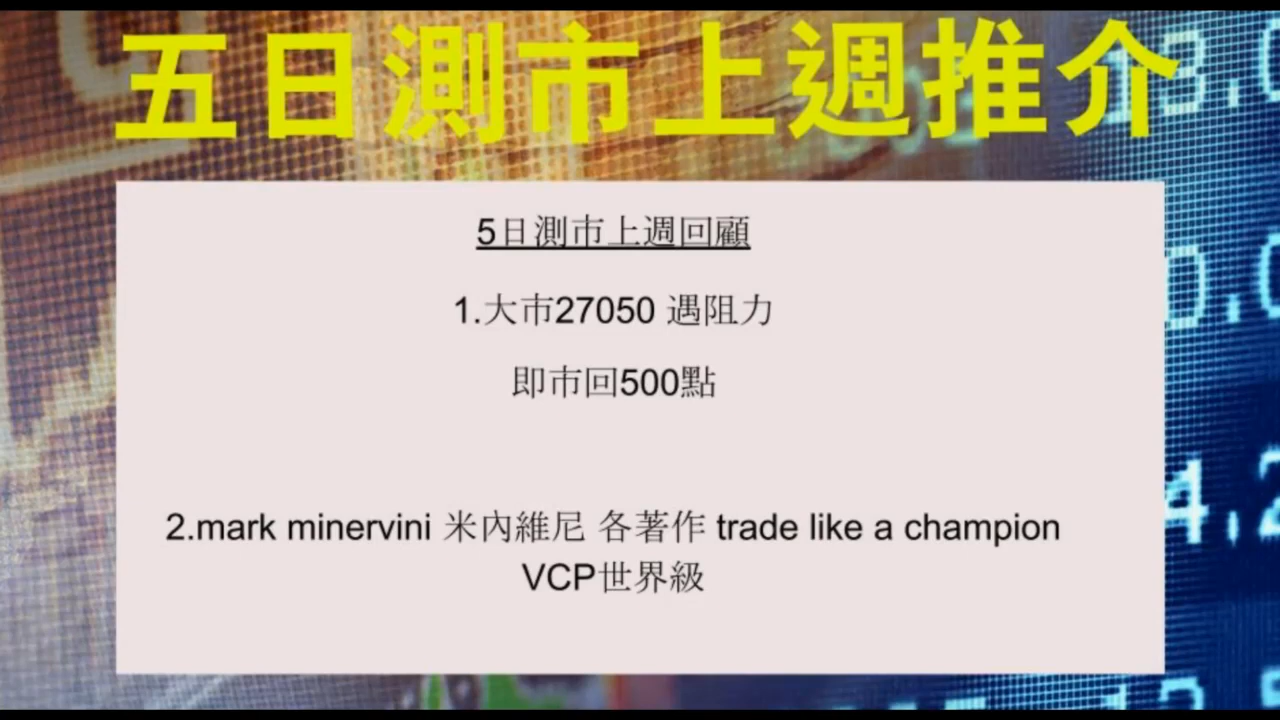 五日測市上週推介
5日測市上週回顧
1.大市27050 遇阻力
即市回500點
2.mark minervini 米內維尼 各著作 trade like a champion
VCP世界級